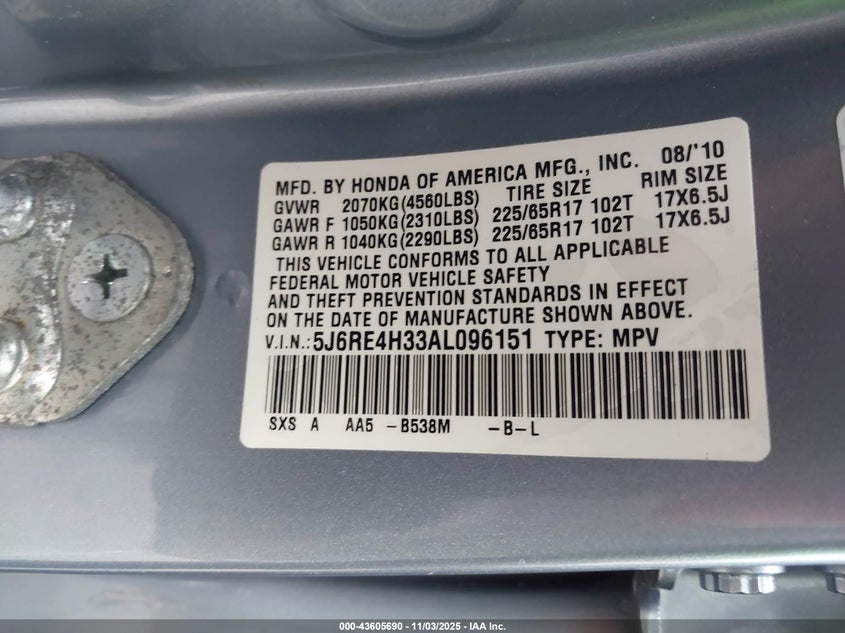 MFD. BY HONDA OF AMERICA MFG., INC. 08/'10
GVWR 2070KG(4560LBS) TIRE SIZE RIM SIZE
GAWR F 1050KG(2310LBS) 225/65R17 102T 17X6.5J
GAWR R 1040KG(2290LBS) 225/65R17 102T 17X6.5J
THIS VEHICLE CONFORMS TO ALL APPLICABLE
FEDERAL MOTOR VEHICLE SAFETY
AND THEFT PREVENTION STANDARDS IN EFFECT
ON THE DATE OF MANUFACTURE SHOWN ABOVE.
V.I.N.:5J6RE4H33AL096151 TYPE: MPV
SXS A AA5 -B538M -B-L
000-43605690 - 11/03/2025 - IAA Inc.